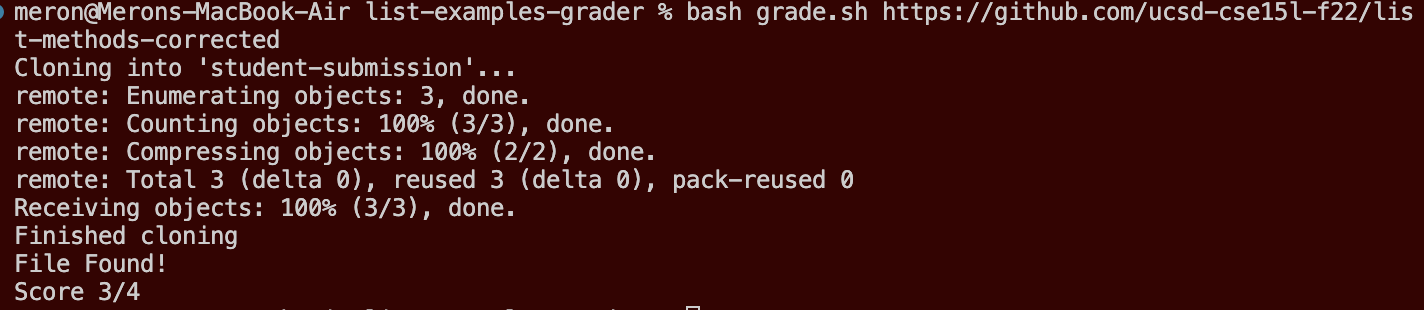 meron@Merons-MacBook-Air list-examples-grader % bash grade.sh https://github.com/ucsd-cse15l-f22/lis
t-methods-corrected
Cloning into 'student-submission'...
remote: Enumerating objects: 3, done.
remote: Counting objects: 100% (3/3), done.
remote: Compressing objects: 100% (2/2), done.
remote: Total 3 (delta 0), reused 3 (delta 0), pack-reused 0
Receiving objects: 100% (3/3), done.
Finished cloning
File Found!
Score 3/4